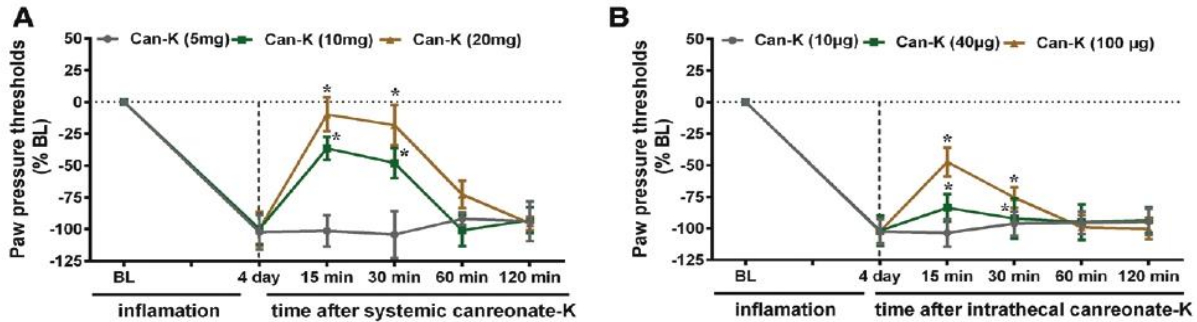 A
Can-K (5mg) Can-K (10mg) Can-K (20mg)
Paw pressure thresholds
(% BL)
50
25
0
-25
-50
-75
-100
-125
* *
* *
BL 4 day 15 min 30 min 60 min 120 min
inflamation time after systemic canreonate-K
B
Can-K (10µg) Can-K (40µg) Can-K (100 µg)
Paw pressure thresholds
(% BL)
50
25
0
-25
-50
-75
-100
-125
* *
* *
BL 4 day 15 min 30 min 60 min 120 min
inflamation time after intrathecal canreonate-K